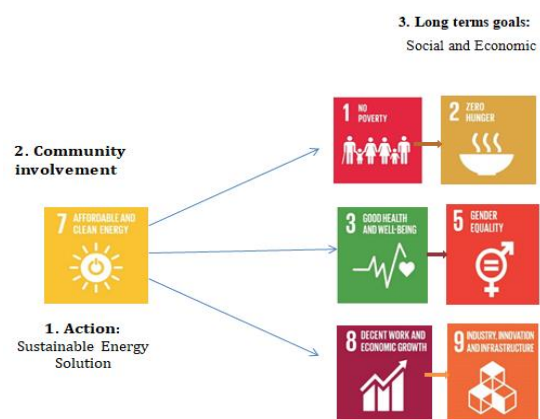 3. Long terms goals:
Social and Economic
1 NO
POVERTY
2 ZERO
HUNGER
2. Community
involvement
7 AFFORDABLE AND
CLEAN ENERGY
3 GOOD HEALTH
AND WELL-BEING
5 GENDER
EQUALITY
1. Action:
Sustainable Energy
Solution
8 DECENT WORK AND
ECONOMIC GROWTH
9 INDUSTRY, INNOVATION
AND INFRASTRUCTURE